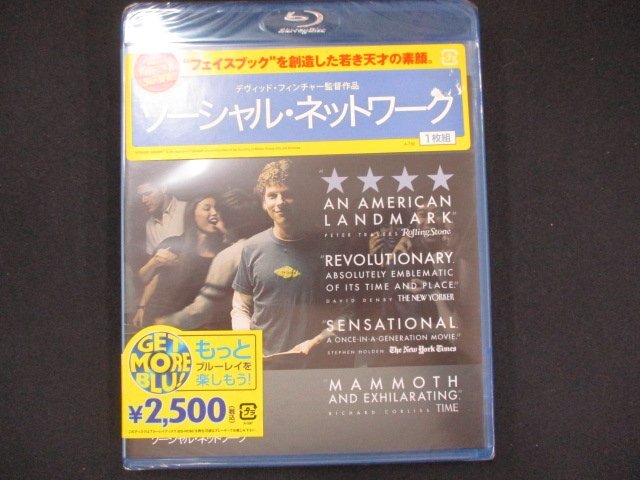 Blu-ray Disc
“フェイスブック”を創造した若き天才の素顔。
デヴィッド・フィンチャー監督作品
ソーシャル・ネットワーク
1枚組
"★★★★
AN AMERICAN
LANDMARK"
PETER TRAVERS Rolling Stone
"REVOLUTIONARY.
ABSOLUTELY EMBLEMATIC
OF ITS TIME AND PLACE."
DAVID DENBY THE NEW YORKER
"SENSATIONAL.
A ONCE-IN-A-GENERATION MOVIE."
STEPHEN HOLDEN The New York Times
"MAMMOTH
AND EXHILARATING."
RICHARD CORLISS TIME
GET
MORE
BLU!!
もっと
ブルーレイを
楽しもう!
¥2,500(税込)
プラ
ソーシャル・ネットワーク